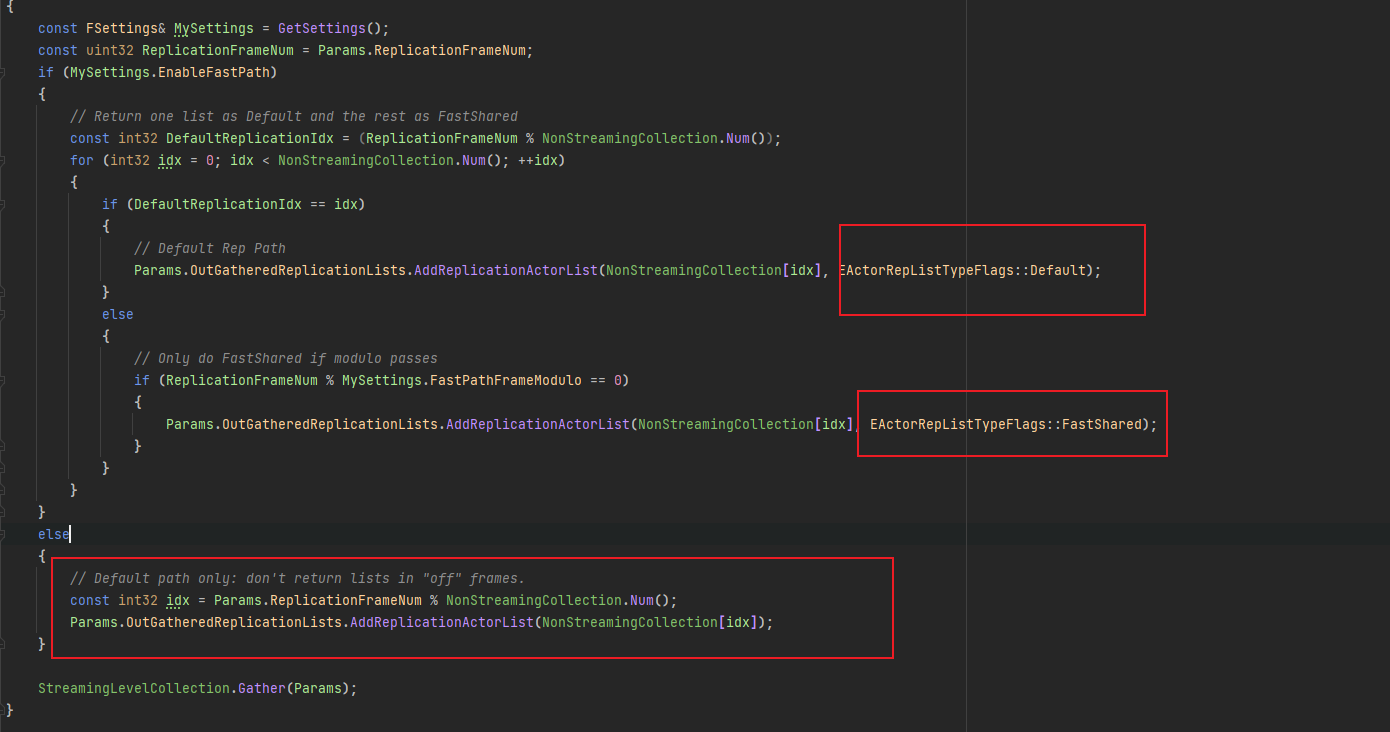 {
const FSettings& MySettings = GetSettings();
const uint32 ReplicationFrameNum = Params.ReplicationFrameNum;
if (MySettings.EnableFastPath)
{
// Return one list as Default and the rest as FastShared
const int32 DefaultReplicationIdx = (ReplicationFrameNum % NonStreamingCollection.Num());
for (int32 idx = 0; idx < NonStreamingCollection.Num(); ++idx)
{
if (DefaultReplicationIdx == idx)
{
// Default Rep Path
Params.OutGatheredReplicationLists.AddReplicationActorList(NonStreamingCollection[idx], EActorRepListTypeFlags::Default);
}
else
{
// Only do FastShared if modulo passes
if (ReplicationFrameNum % MySettings.FastPathFrameModulo == 0)
{
Params.OutGatheredReplicationLists.AddReplicationActorList(NonStreamingCollection[idx], EActorRepListTypeFlags::FastShared);
}
}
}
}
else
{
// Default path only: don't return lists in "off" frames.
const int32 idx = Params.ReplicationFrameNum % NonStreamingCollection.Num();
Params.OutGatheredReplicationLists.AddReplicationActorList(NonStreamingCollection[idx]);
}
StreamingLevelCollection.Gather(Params);
}